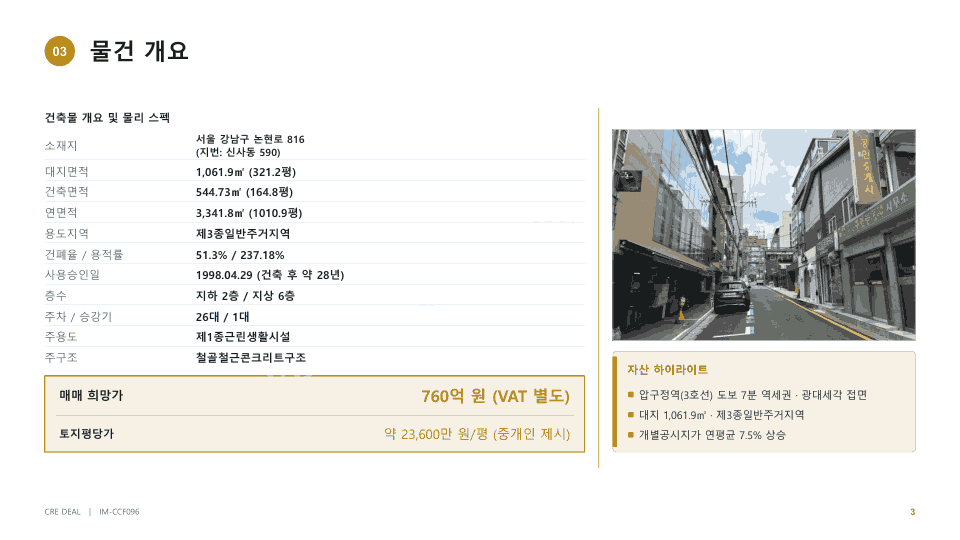 03 물건 개요
건축물 개요 및 물리 스펙
소재지 서울 강남구 논현로 816
(지번: 신사동 590)
대지면적 1,061.9㎡ (321.2평)
건축면적 544.73㎡ (164.8평)
연면적 3,341.8㎡ (1010.9평)
용도지역 제3종일반주거지역
건폐율 / 용적률 51.3% / 237.18%
사용승인일 1998.04.29 (건축 후 약 28년)
층수 지하 2층 / 지상 6층
주차 / 승강기 26대 / 1대
주용도 제1종근린생활시설
주구조 철골철근콘크리트구조
매매 희망가 760억 원 (VAT 별도)
토지평당가 약 23,600만 원/평 (중개인 제시)
자산 하이라이트
압구정역(3호선) 도보 7분 역세권 · 광대세각 접면
대지 1,061.9㎡ · 제3종일반주거지역
개별공시지가 연평균 7.5% 상승
CRE DEAL | IM-CCF096
3